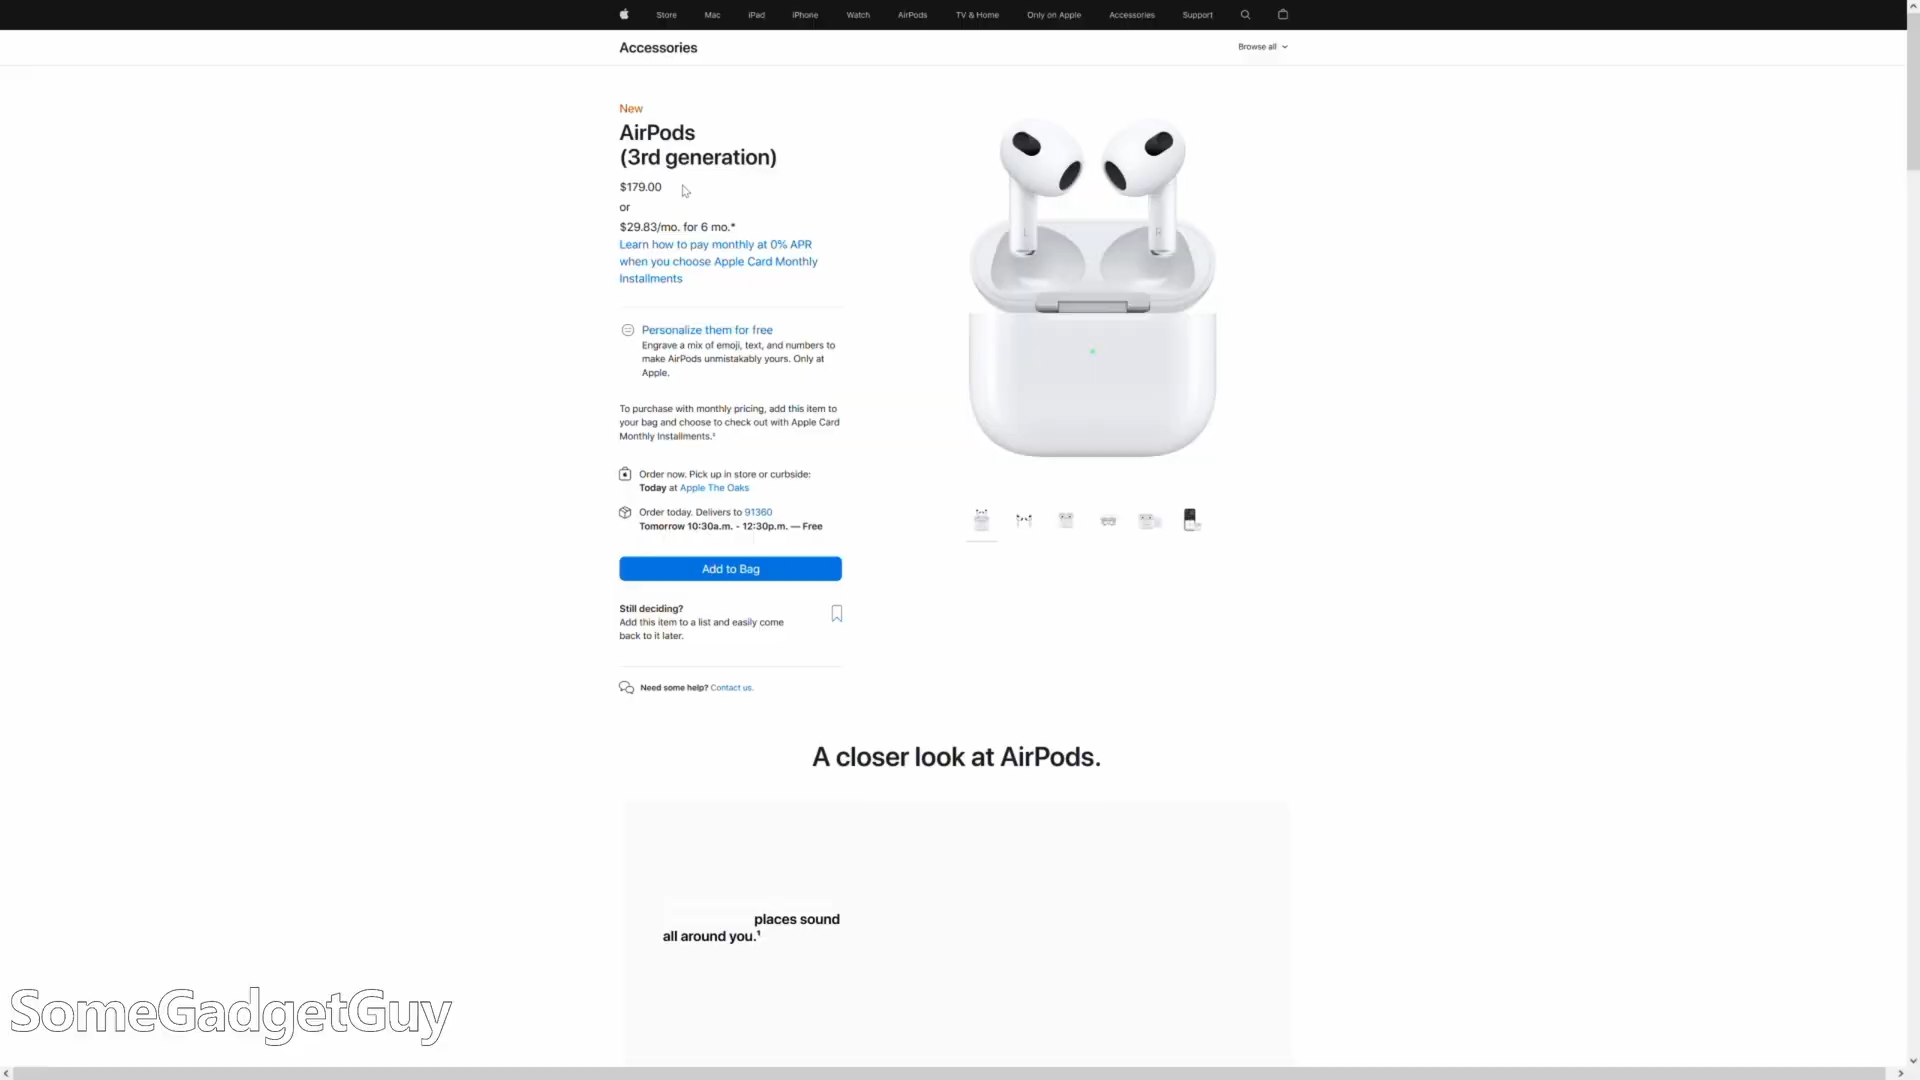 Store Mac iPad iPhone Watch AirPods TV & Home Only on Apple Accessories Support
Accessories
Browse all
New
AirPods
(3rd generation)
$179.00
or
$29.83/mo. for 6 mo.*
Learn how to pay monthly at 0% APR
when you choose Apple Card Monthly
Installments
Personalize them for free
Engrave a mix of emoji, text, and numbers to
make AirPods unmistakably yours. Only at
Apple.
To purchase with monthly pricing, add this item to
your bag and choose to check out with Apple Card
Monthly Installments.◊
Order now. Pick up in store or curbside:
Today at Apple The Oaks
Order today. Delivers to 91360
Tomorrow 10:30a.m. - 12:30p.m. — Free
Add to Bag
Still deciding?
Add this item to a list and easily come
back to it later.
Need some help? Contact us.
L
R
A closer look at AirPods.
places sound
all around you.¹
SomeGadgetGuy